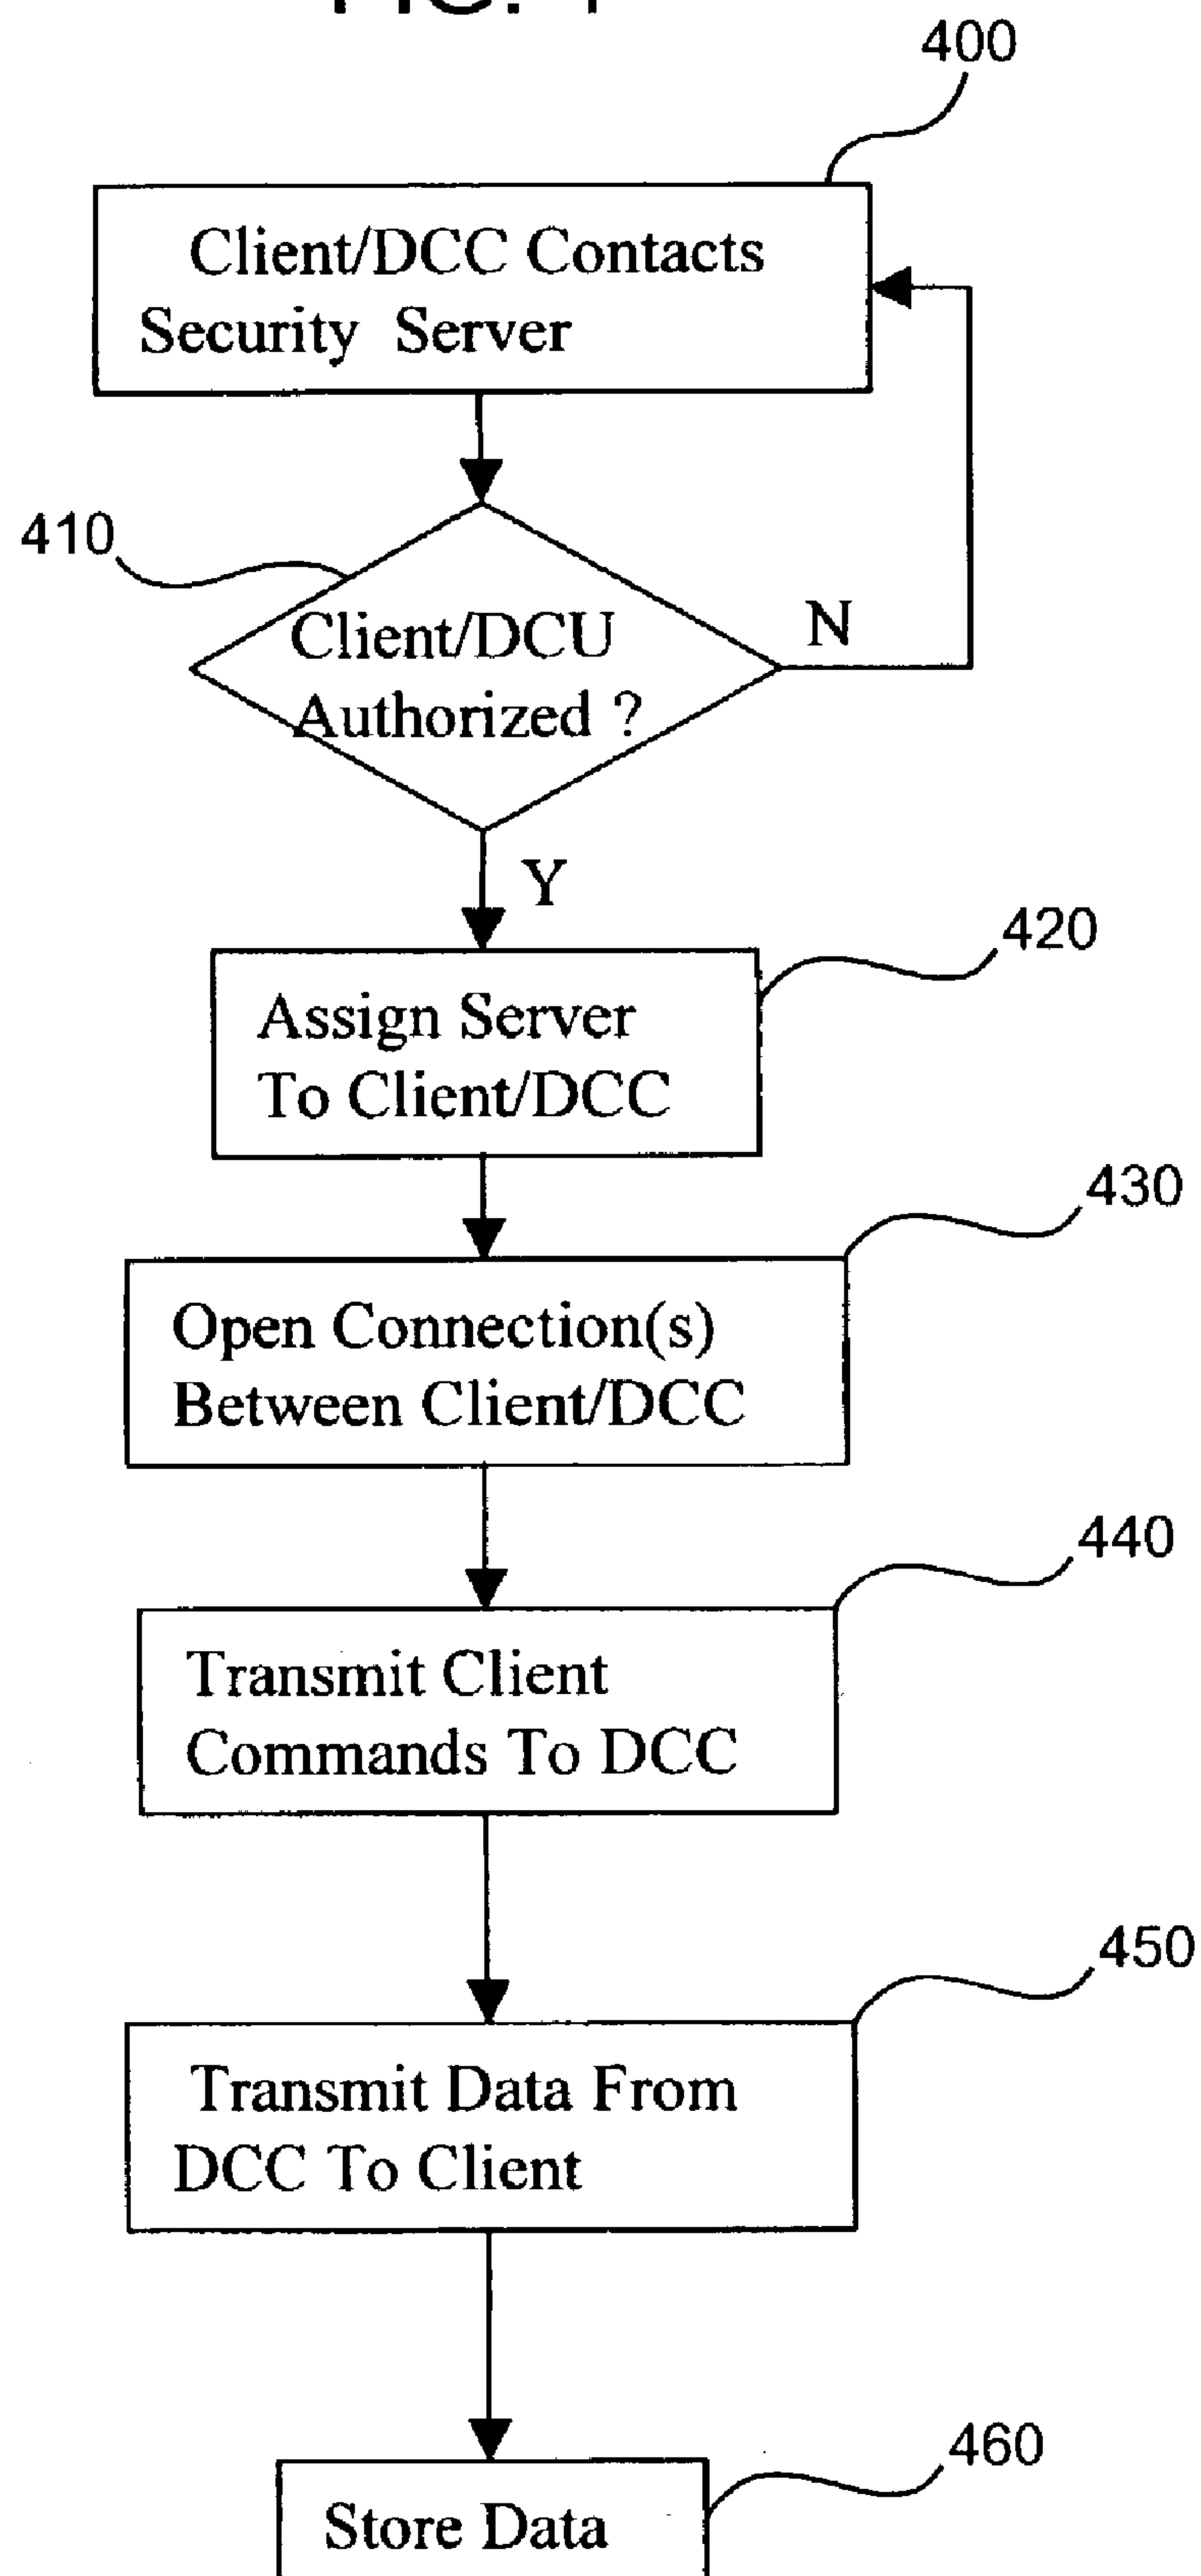 400
Client/DCC Contacts
Security Server
410
Client/DCU
Authorized ?
N
Y
420
Assign Server
To Client/DCC
430
Open Connection(s)
Between Client/DCC
440
Transmit Client
Commands To DCC
450
Transmit Data From
DCC To Client
460
Store Data